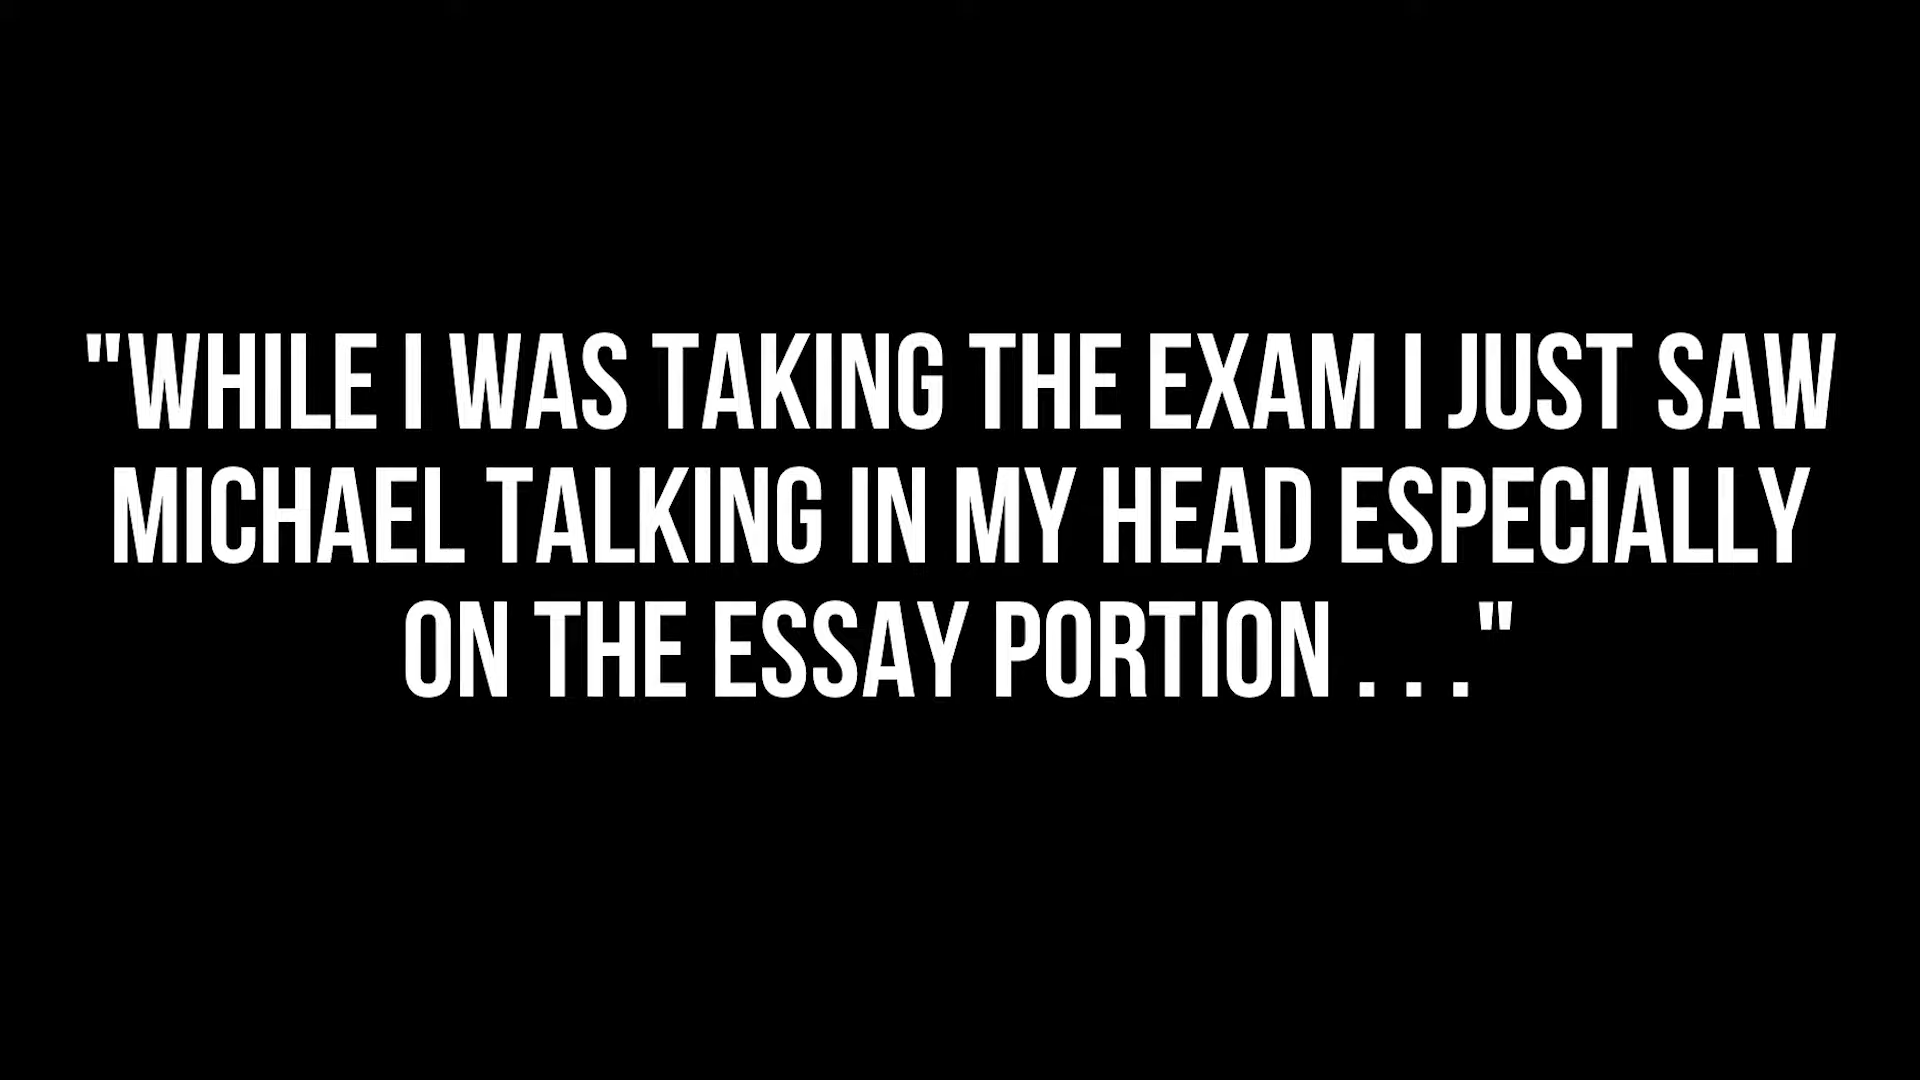 "WHILE I WAS TAKING THE EXAM I JUST SAW
MICHAEL TALKING IN MY HEAD ESPECIALLY
ON THE ESSAY PORTION . . ."